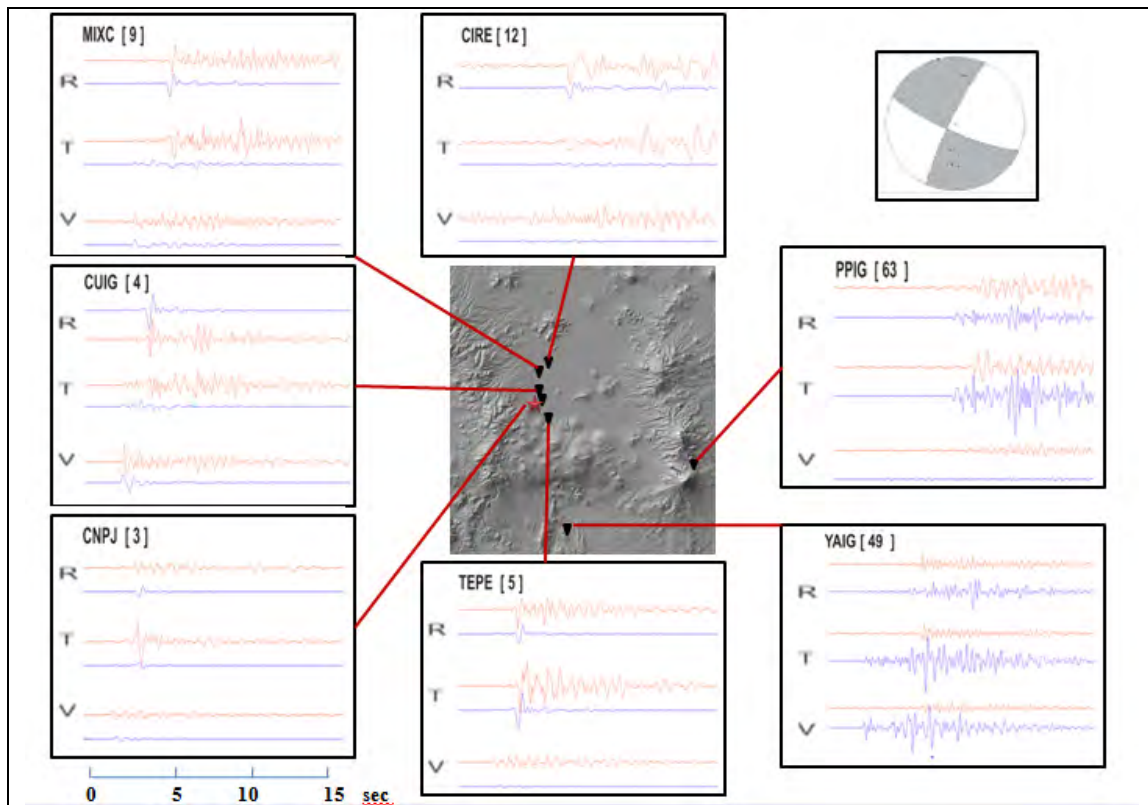 MIXC [ 9 ]
R
T
V
CIRE [ 12 ]
R
T
V
CUIG [ 4 ]
R
T
V
PPIG [ 63 ]
R
T
V
CNPJ [ 3 ]
R
T
V
TEPE [ 5 ]
R
T
V
YAIG [ 49 ]
R
T
V
0 5 10 15 sec